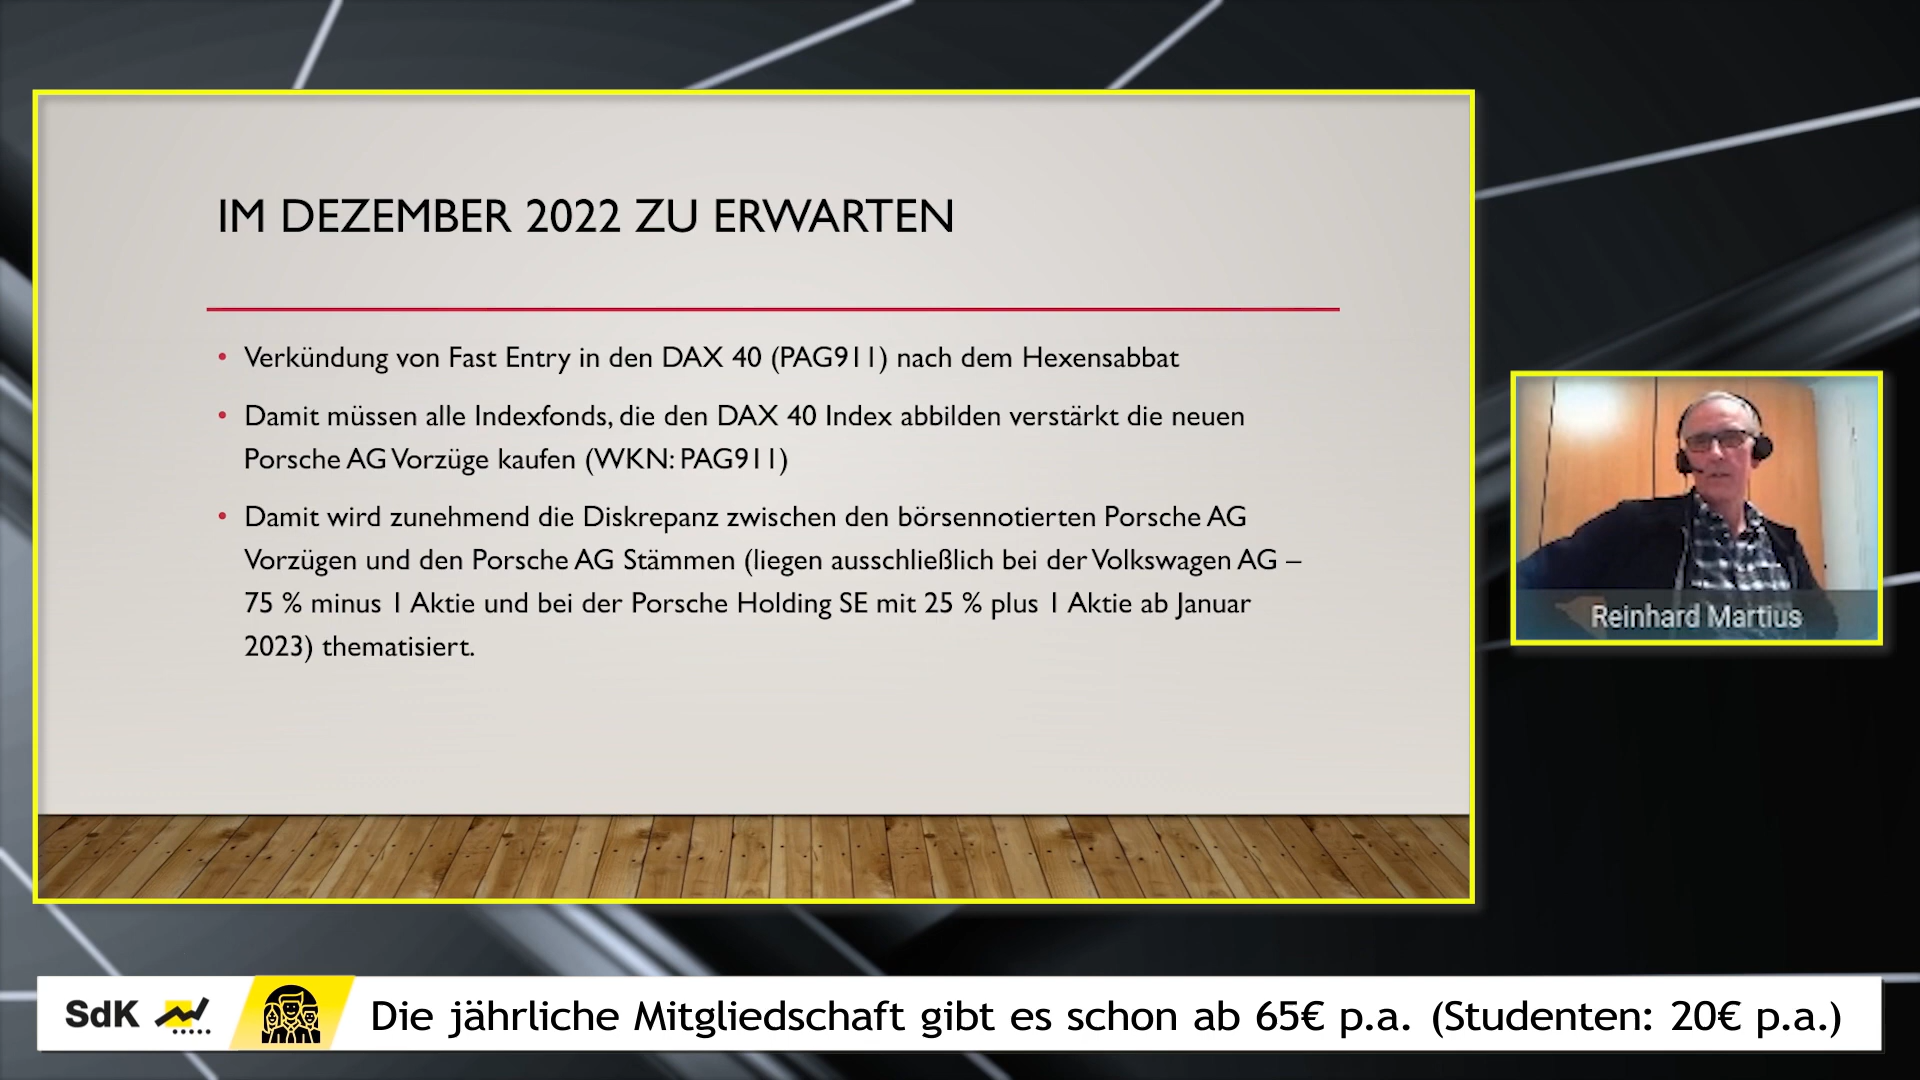 IM DEZEMBER 2022 ZU ERWARTEN
• Verkündung von Fast Entry in den DAX 40 (PAG911) nach dem Hexensabbat
• Damit müssen alle Indexfonds, die den DAX 40 Index abbilden verstärkt die neuen
Porsche AG Vorzüge kaufen (WKN: PAG911)
• Damit wird zunehmend die Diskrepanz zwischen den börsennotierten Porsche AG
Vorzügen und den Porsche AG Stämmen (liegen ausschließlich bei der Volkswagen AG –
75 % minus 1 Aktie und bei der Porsche Holding SE mit 25 % plus 1 Aktie ab Januar
2023) thematisiert.
Reinhard Martius
SdK
Die jährliche Mitgliedschaft gibt es schon ab 65€ p.a. (Studenten: 20€ p.a.)